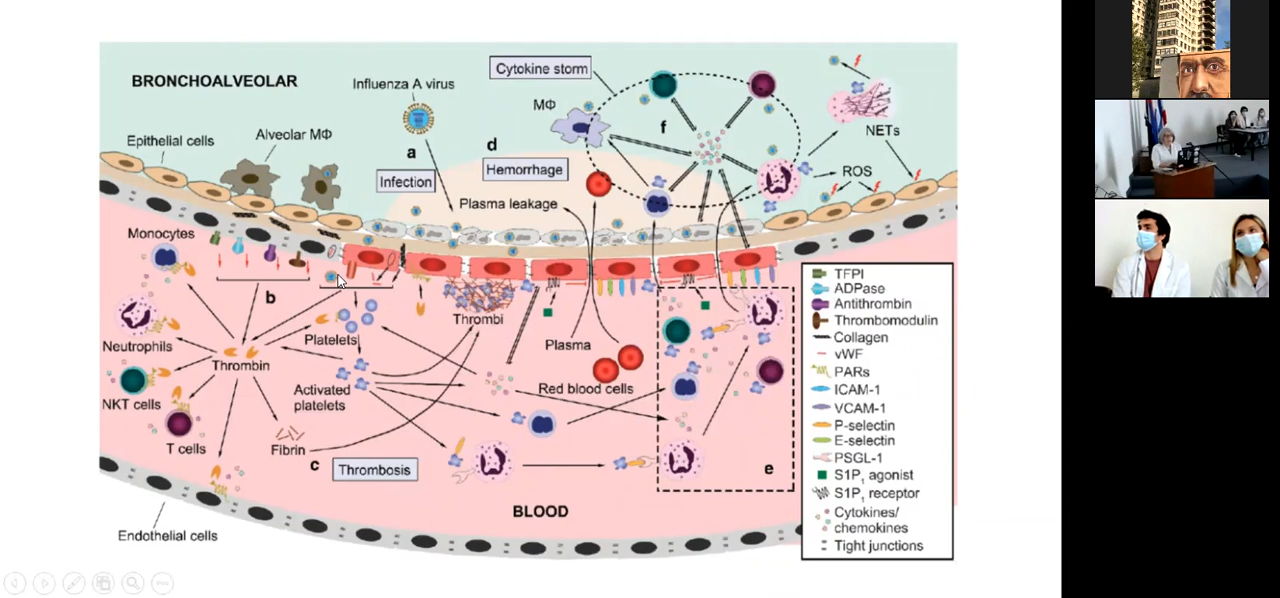 BRONCHOALVEOLAR
Epithelial cells
Alveolar MΦ
Influenza A virus
a
Infection
d
Hemorrhage
Plasma leakage
Cytokine storm
MΦ
f
NETs
ROS
Monocytes
b
Neutrophils
Thrombin
Platelets
Thrombi
Plasma
Red blood cells
NKT cells
Activated
platelets
T cells
Fibrin
c
Thrombosis
e
BLOOD
Endothelial cells
TFPI
ADPase
Antithrombin
Thrombomodulin
Collagen
vWF
PARs
ICAM-1
VCAM-1
P-selectin
E-selectin
PSGL-1
S1P₁ agonist
S1P₁ receptor
Cytokines/
chemokines
Tight junctions